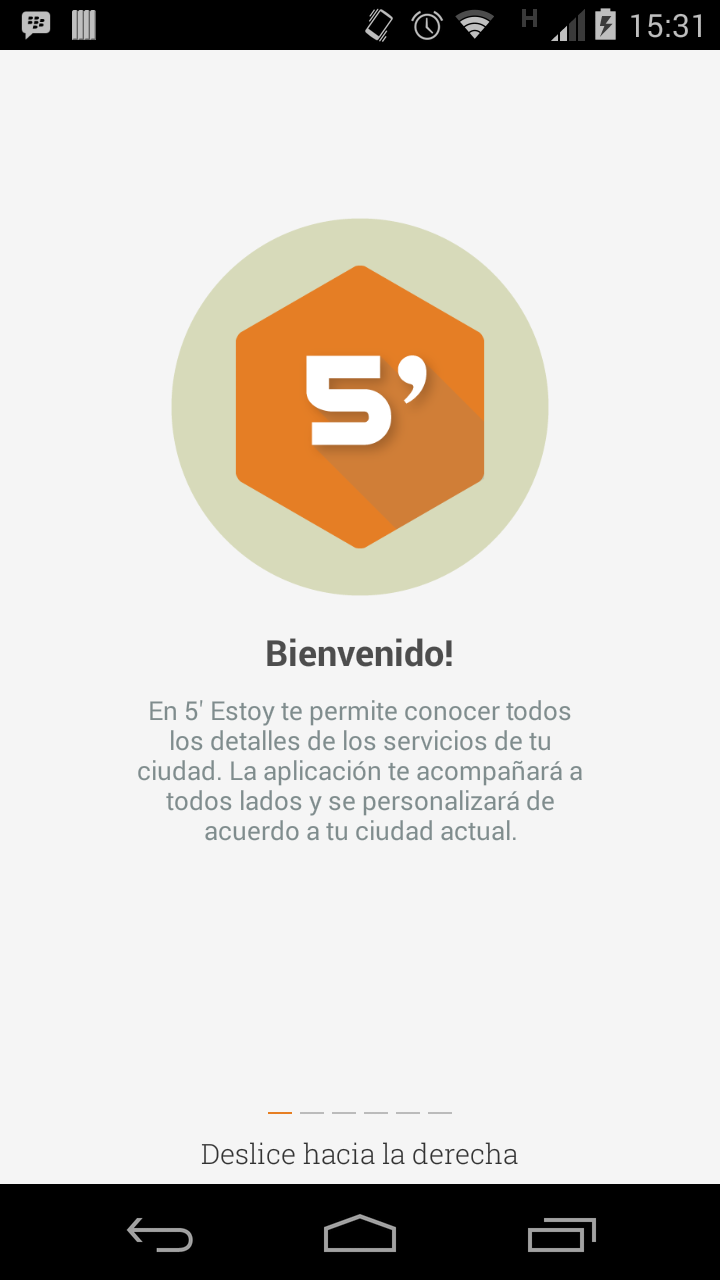 H 15:31
5’
Bienvenido!
En 5' Estoy te permite conocer todos
los detalles de los servicios de tu
ciudad. La aplicación te acompañará a
todos lados y se personalizará de
acuerdo a tu ciudad actual.
Deslice hacia la derecha